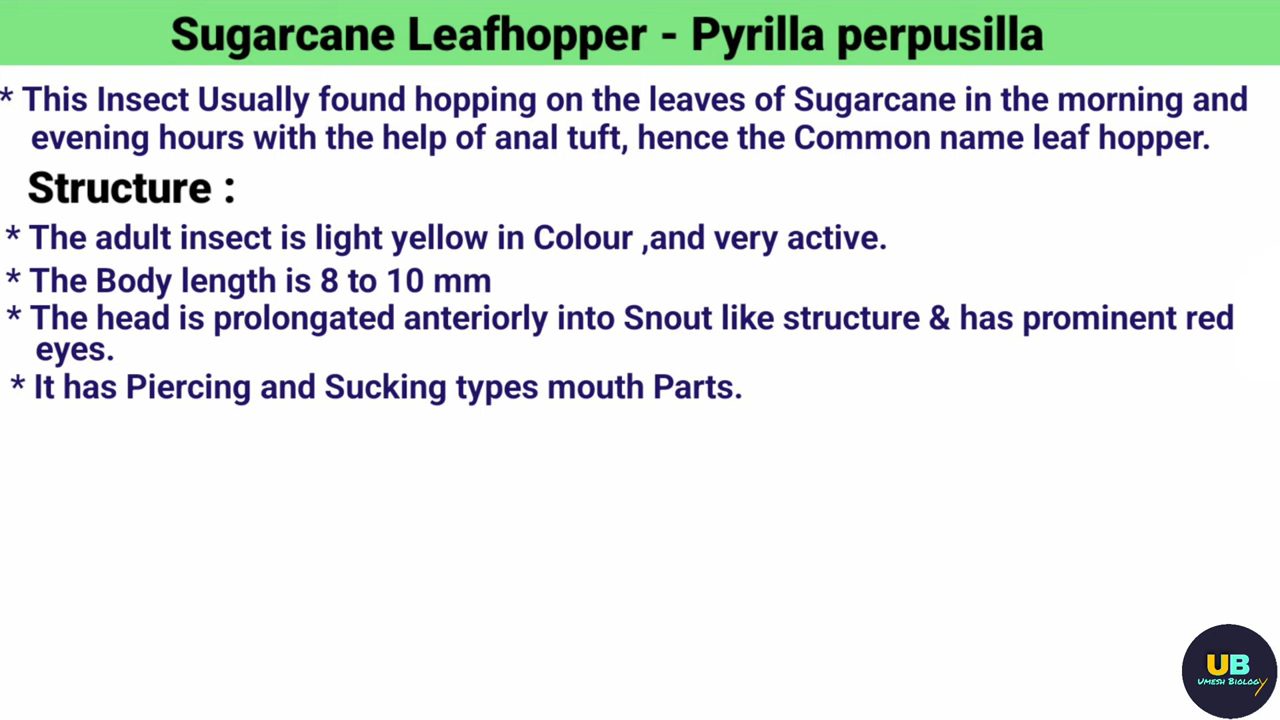 Sugarcane Leafhopper - Pyrilla perpusilla
* This Insect Usually found hopping on the leaves of Sugarcane in the morning and
evening hours with the help of anal tuft, hence the Common name leaf hopper.
Structure :
* The adult insect is light yellow in Colour ,and very active.
* The Body length is 8 to 10 mm
* The head is prolongated anteriorly into Snout like structure & has prominent red
eyes.
* It has Piercing and Sucking types mouth Parts.
UB
Umesh Biology